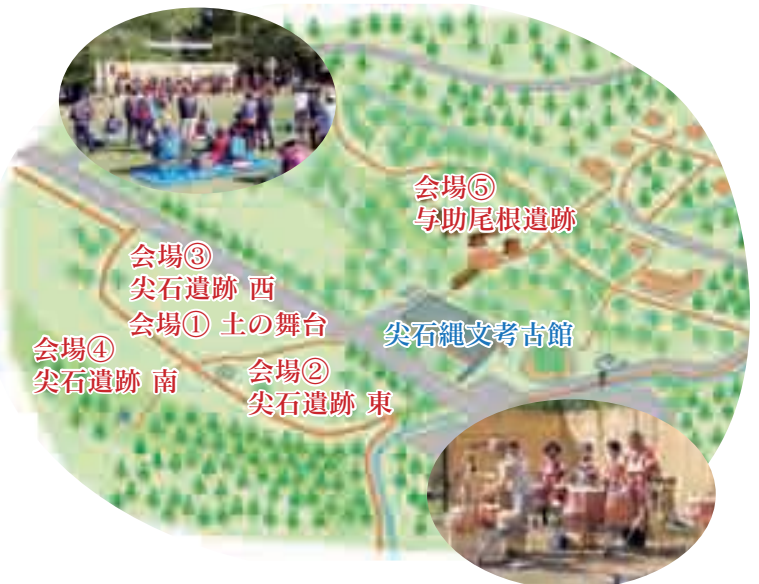 会場⑤
与助尾根遺跡
会場③
尖石遺跡 西
会場① 土の舞台
尖石縄文考古館
会場④
尖石遺跡 南
会場②
尖石遺跡 東